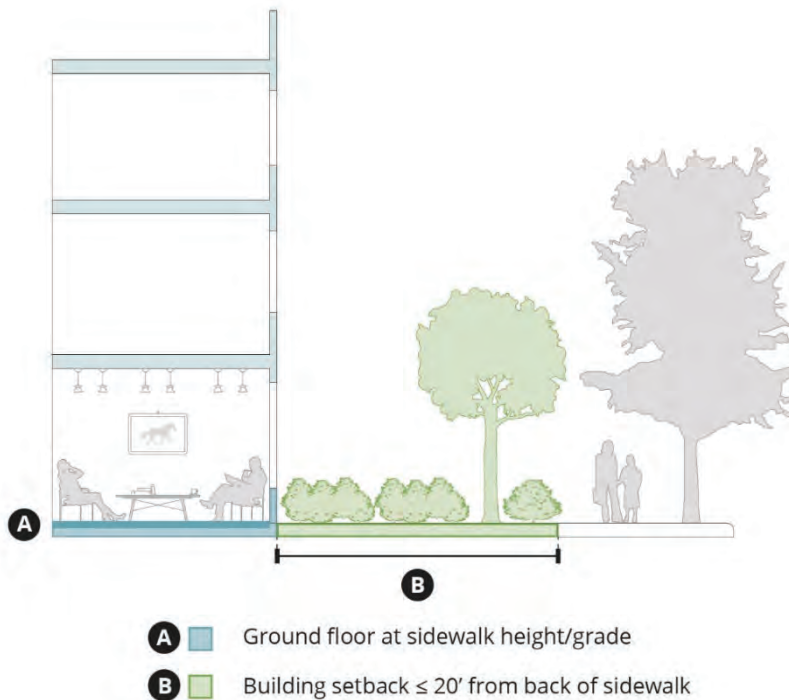 A
B
A Ground floor at sidewalk height/grade
B Building setback ≤ 20’ from back of sidewalk